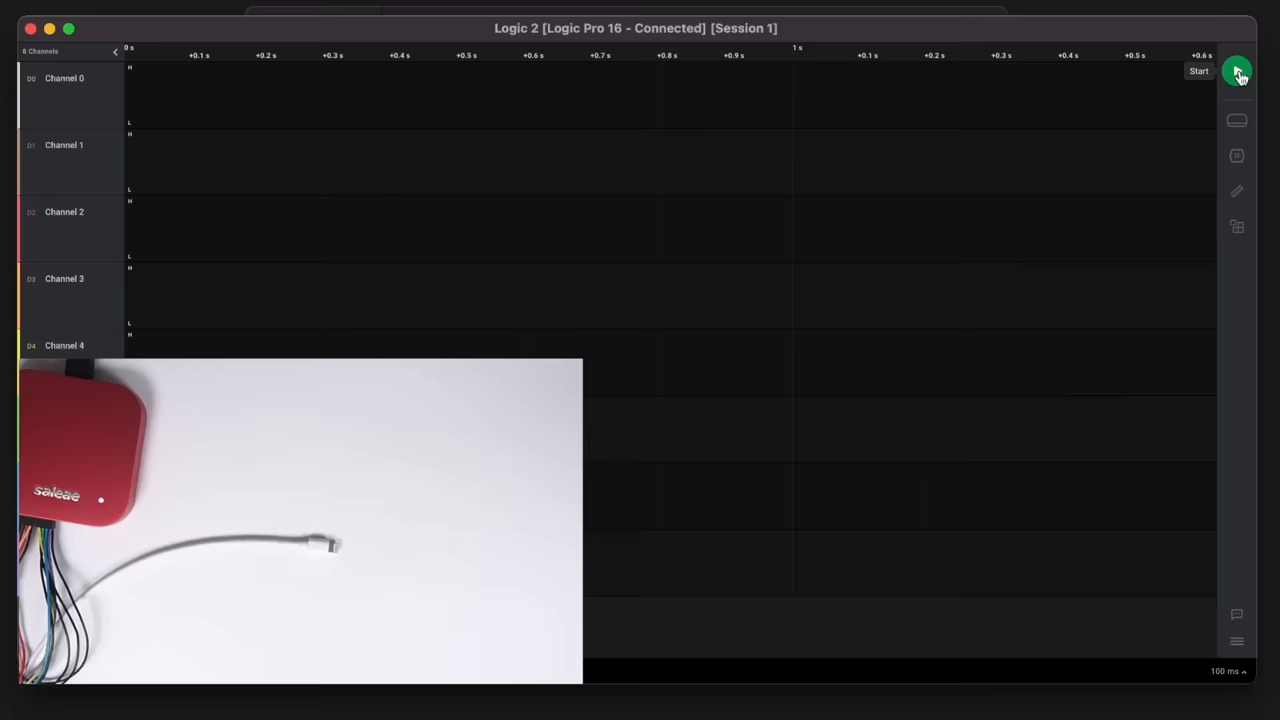 Logic 2 [Logic Pro 16 - Connected] [Session 1]
8 Channels
0 s
1 s
+0.1 s
+0.2 s
+0.3 s
+0.4 s
+0.5 s
+0.6 s
+0.7 s
+0.8 s
+0.9 s
+0.1 s
+0.2 s
+0.3 s
+0.4 s
+0.5 s
+0.6 s
Start
D0 Channel 0
H
L
D1 Channel 1
H
L
D2 Channel 2
H
L
D3 Channel 3
H
L
D4 Channel 4
H
1F
saleae
100 ms